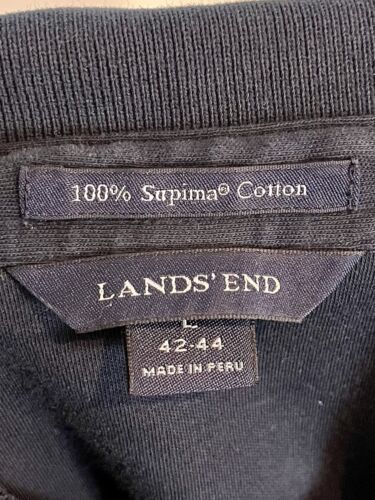 100% Supima® Cotton
LANDS' END
L
42-44
MADE IN PERU